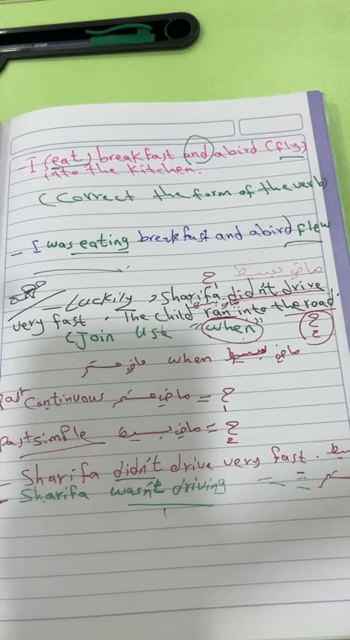 - I (eat) breakfast and a bird (fly)
into the kitchen.
(Correct the form of the verb)
- I was eating breakfast and a bird flew
ماضي بسيط
Luckily, Sharifa didn't drive
very fast. The child ran into the road.
(Join Use "when")
ماضي مستمر when ماضي بسيط
Past Continuous ماضي مستمر =
Past simple ماضي بسيط =
- Sharifa didn't drive very fast.
- Sharifa wasn't driving